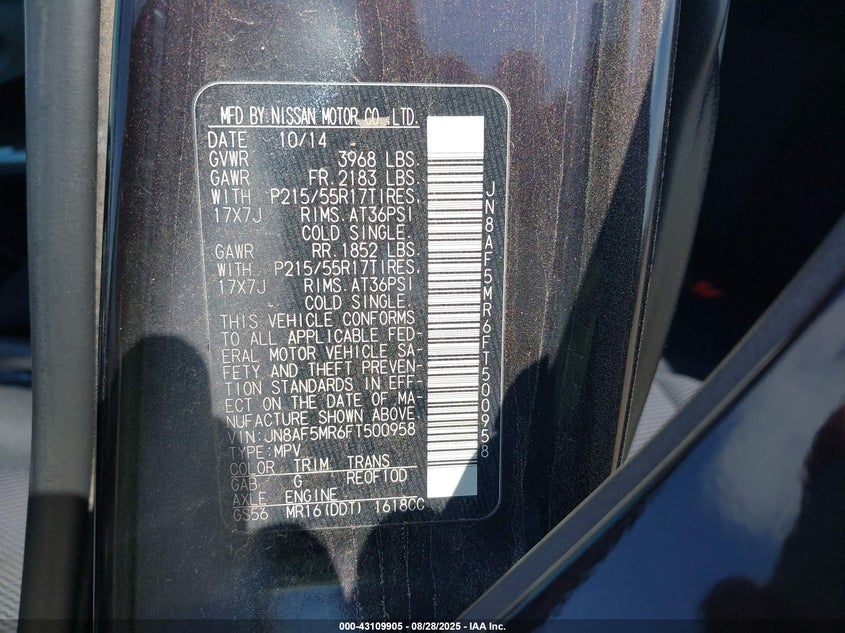 MFD BY NISSAN MOTOR CO., LTD.
DATE 10/14
GVWR 3968 LBS.
GAWR FR. 2183 LBS.
WITH P215/55R17TIRES.
17X7J RIMS. AT36PSI
COLD SINGLE.
GAWR RR. 1852 LBS.
WITH P215/55R17TIRES.
17X7J RIMS. AT36PSI
COLD SINGLE.
THIS VEHICLE CONFORMS
TO ALL APPLICABLE FED-
ERAL MOTOR VEHICLE SA-
FETY AND THEFT PREVEN-
TION STANDARDS IN EFF-
ECT ON THE DATE OF MA-
NUFACTURE SHOWN ABOVE.
VIN: JN8AF5MR6FT500958
TYPE: MPV
COLOR TRIM TRANS
GAB G RE0F10D
AXLE ENGINE
GS56 MR16(DDT) 1618CC
JN8AF5MR6FT500958
000-43109905 - 08/28/2025 - IAA Inc.